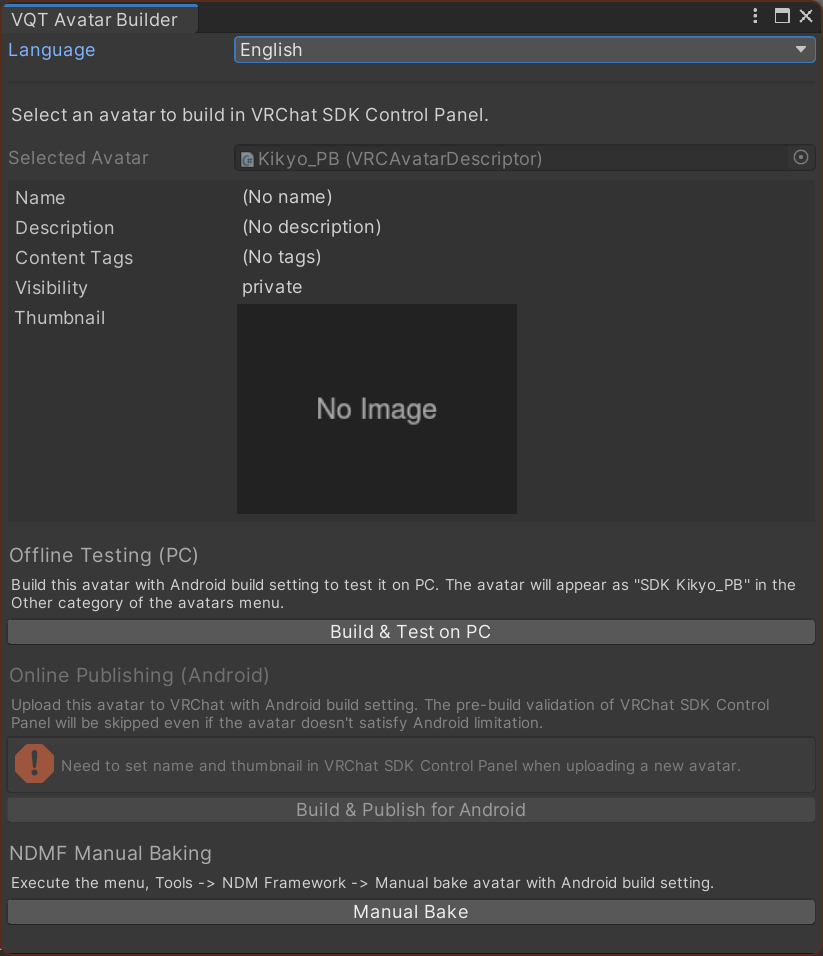 VQT Avatar Builder
Language English
Select an avatar to build in VRChat SDK Control Panel.
Selected Avatar Kikyo_PB (VRCAvatarDescriptor)
Name (No name)
Description (No description)
Content Tags (No tags)
Visibility private
Thumbnail
No Image
Offline Testing (PC)
Build this avatar with Android build setting to test it on PC. The avatar will appear as "SDK Kikyo_PB" in the
Other category of the avatars menu.
Build & Test on PC
Online Publishing (Android)
Upload this avatar to VRChat with Android build setting. The pre-build validation of VRChat SDK Control
Panel will be skipped even if the avatar doesn't satisfy Android limitation.
Need to set name and thumbnail in VRChat SDK Control Panel when uploading a new avatar.
Build & Publish for Android
NDMF Manual Baking
Execute the menu, Tools -> NDM Framework -> Manual bake avatar with Android build setting.
Manual Bake